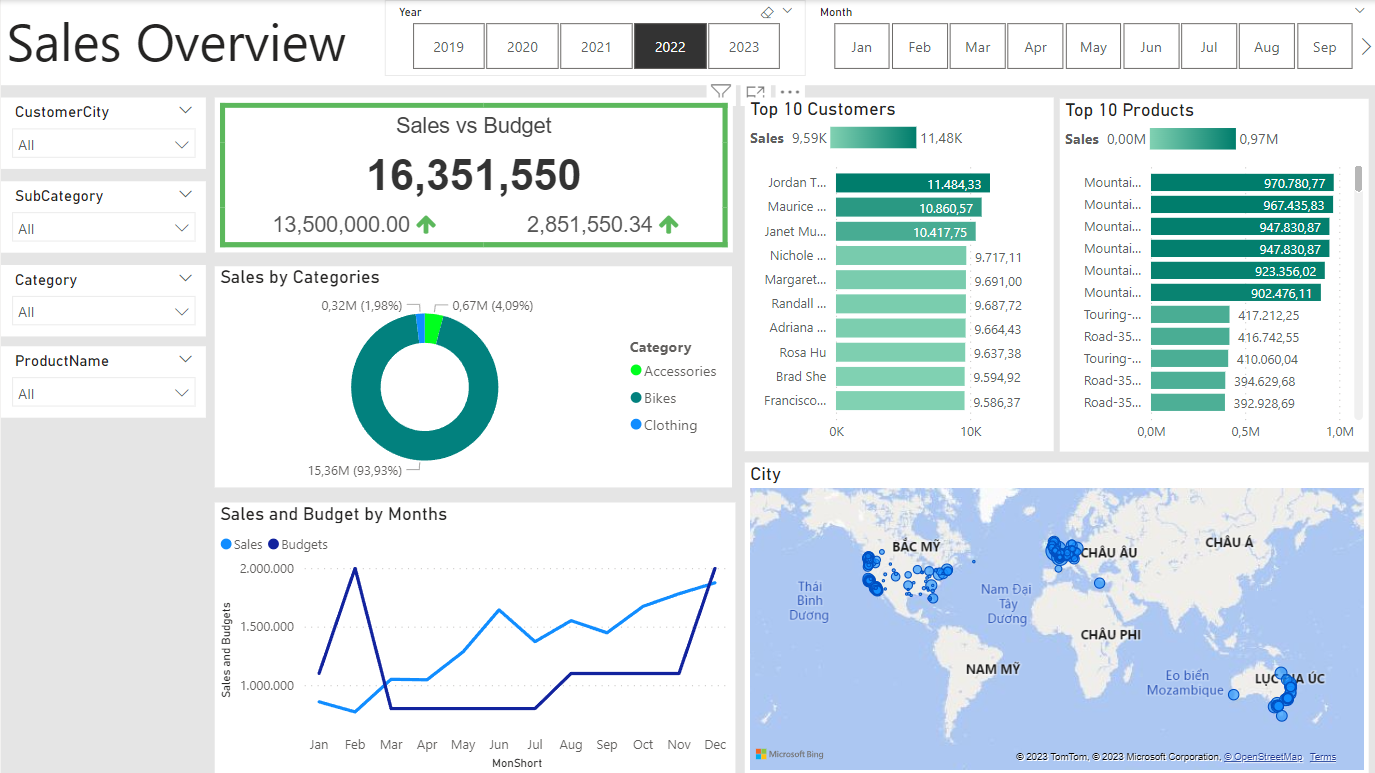 Sales Overview
Year
2019 2020 2021 2022 2023
Month
Jan Feb Mar Apr May Jun Jul Aug Sep
CustomerCity
All
SubCategory
All
Category
All
ProductName
All
Sales vs Budget
16,351,550
13,500,000.00 2,851,550.34
Sales by Categories
0,32M (1,98%) 0,67M (4,09%)
15,36M (93,93%)
Category
Accessories
Bikes
Clothing
Sales and Budget by Months
Sales Budgets
Sales and Budgets
2.000.000
1.500.000
1.000.000
Jan Feb Mar Apr May Jun Jul Aug Sep Oct Nov Dec
MonShort
Top 10 Customers
Sales 9,59K 11,48K
Jordan T... 11.484,33
Maurice ... 10.860,57
Janet Mu... 10.417,75
Nichole ... 9.717,11
Margaret... 9.691,00
Randall ... 9.687,72
Adriana ... 9.664,43
Rosa Hu 9.637,38
Brad She 9.594,92
Francisco... 9.586,37
0K 10K
Top 10 Products
Sales 0,00M 0,97M
Mountai... 970.780,77
Mountai... 967.435,83
Mountai... 947.830,87
Mountai... 947.830,87
Mountai... 923.356,02
Mountai... 902.476,11
Touring-... 417.212,25
Road-35... 416.742,55
Touring-... 410.060,04
Road-35... 394.629,68
Road-35... 392.928,69
0,0M 0,5M 1,0M
City
BẮC MỸ
CHÂU ÂU
CHÂU Á
Thái
Bình
Dương
Nam Đại
Tây
Dương
CHÂU PHI
NAM MỸ
Eo biển
Mozambique
LỤC ĐỊA ÚC
Microsoft Bing
© 2023 TomTom, © 2023 Microsoft Corporation, © OpenStreetMap Terms